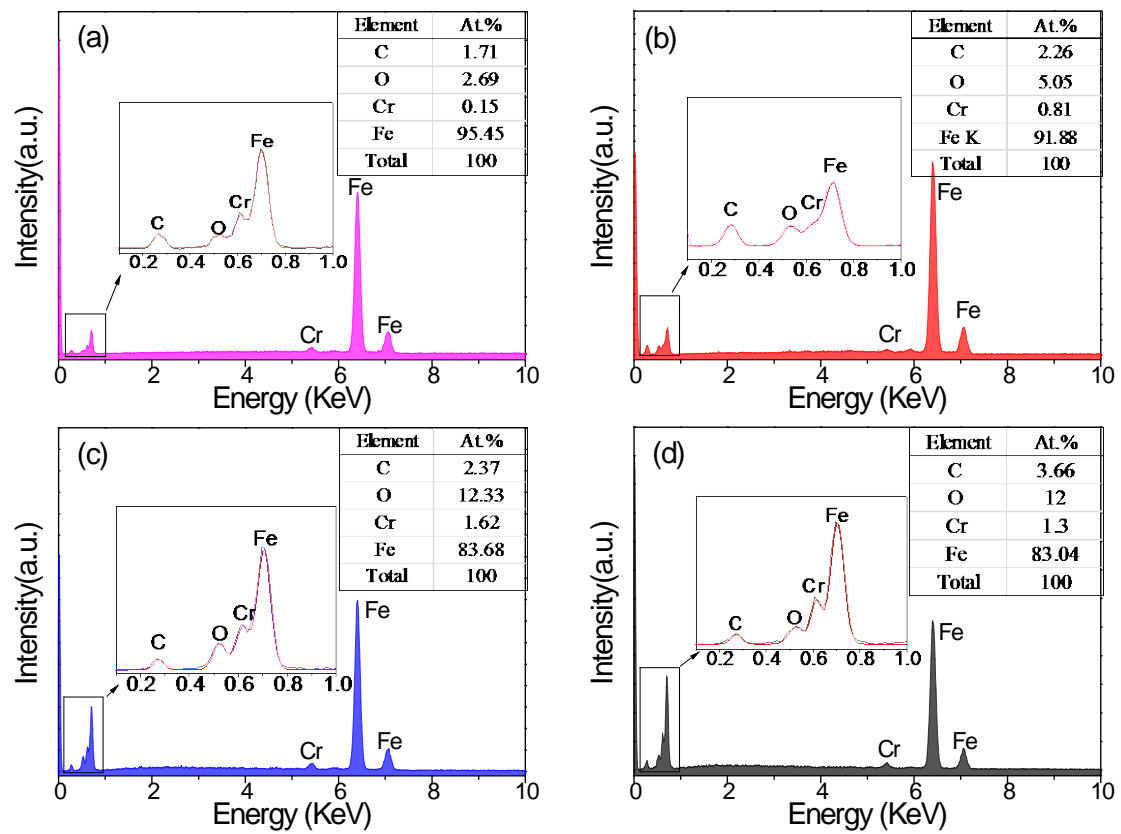 (a)
Element At.%
C 1.71
O 2.69
Cr 0.15
Fe 95.45
Total 100
Fe
Cr
C
O
0.2 0.4 0.6 0.8 1.0
Fe
Cr
Fe
Intensity(a.u.)
0 2 4 6 8 10
Energy (KeV)
(b)
Element At.%
C 2.26
O 5.05
Cr 0.81
Fe K 91.88
Total 100
Fe
Cr
C
O
0.2 0.4 0.6 0.8 1.0
Fe
Cr
Fe
Intensity(a.u.)
0 2 4 6 8 10
Energy (KeV)
(c)
Element At.%
C 2.37
O 12.33
Cr 1.62
Fe 83.68
Total 100
Fe
Cr
O
C
0.2 0.4 0.6 0.8 1.0
Fe
Cr
Fe
Intensity(a.u.)
0 2 4 6 8 10
Energy (KeV)
(d)
Element At.%
C 3.66
O 12
Cr 1.3
Fe 83.04
Total 100
Fe
Cr
O
C
0.2 0.4 0.6 0.8 1.0
Fe
Cr
Fe
Intensity(a.u.)
0 2 4 6 8 10
Energy (KeV)